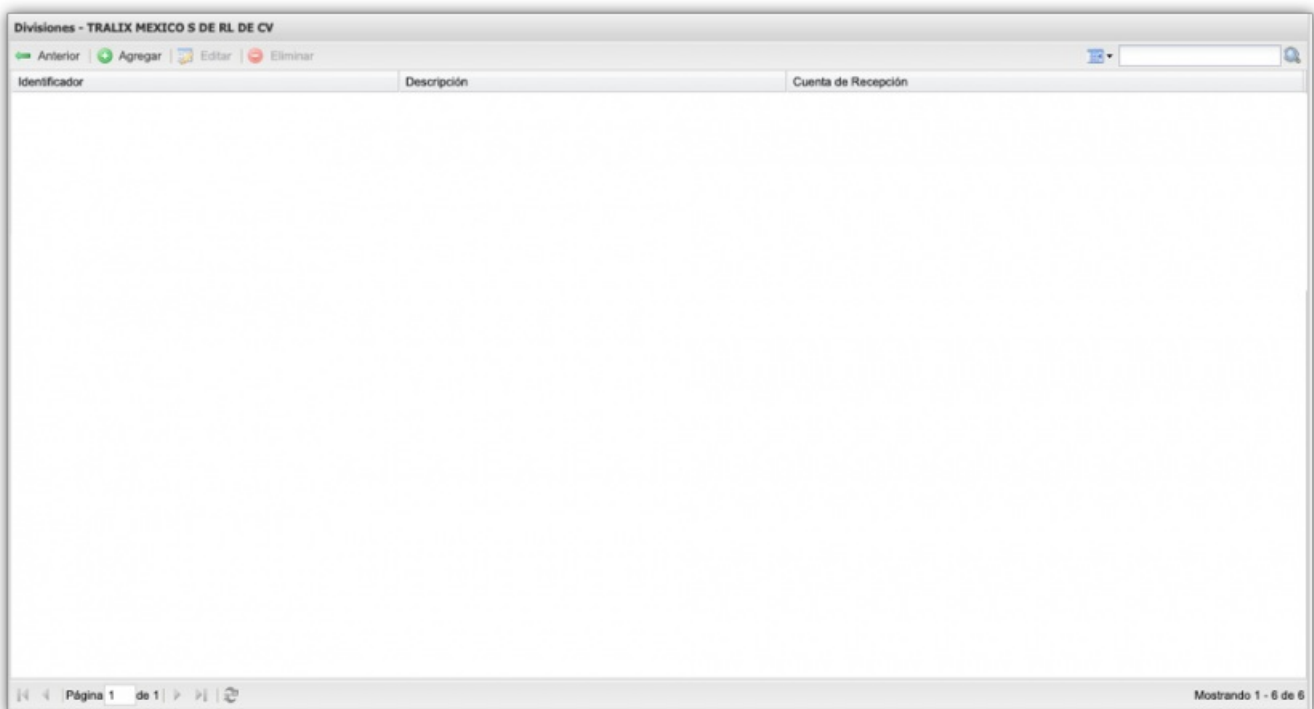 Divisiones - TRALIX MEXICO S DE RL DE CV
Anterior Agregar Editar Eliminar
Identificador Descripción Cuenta de Recepción
Página 1 de 1 Mostrando 1 - 6 de 6